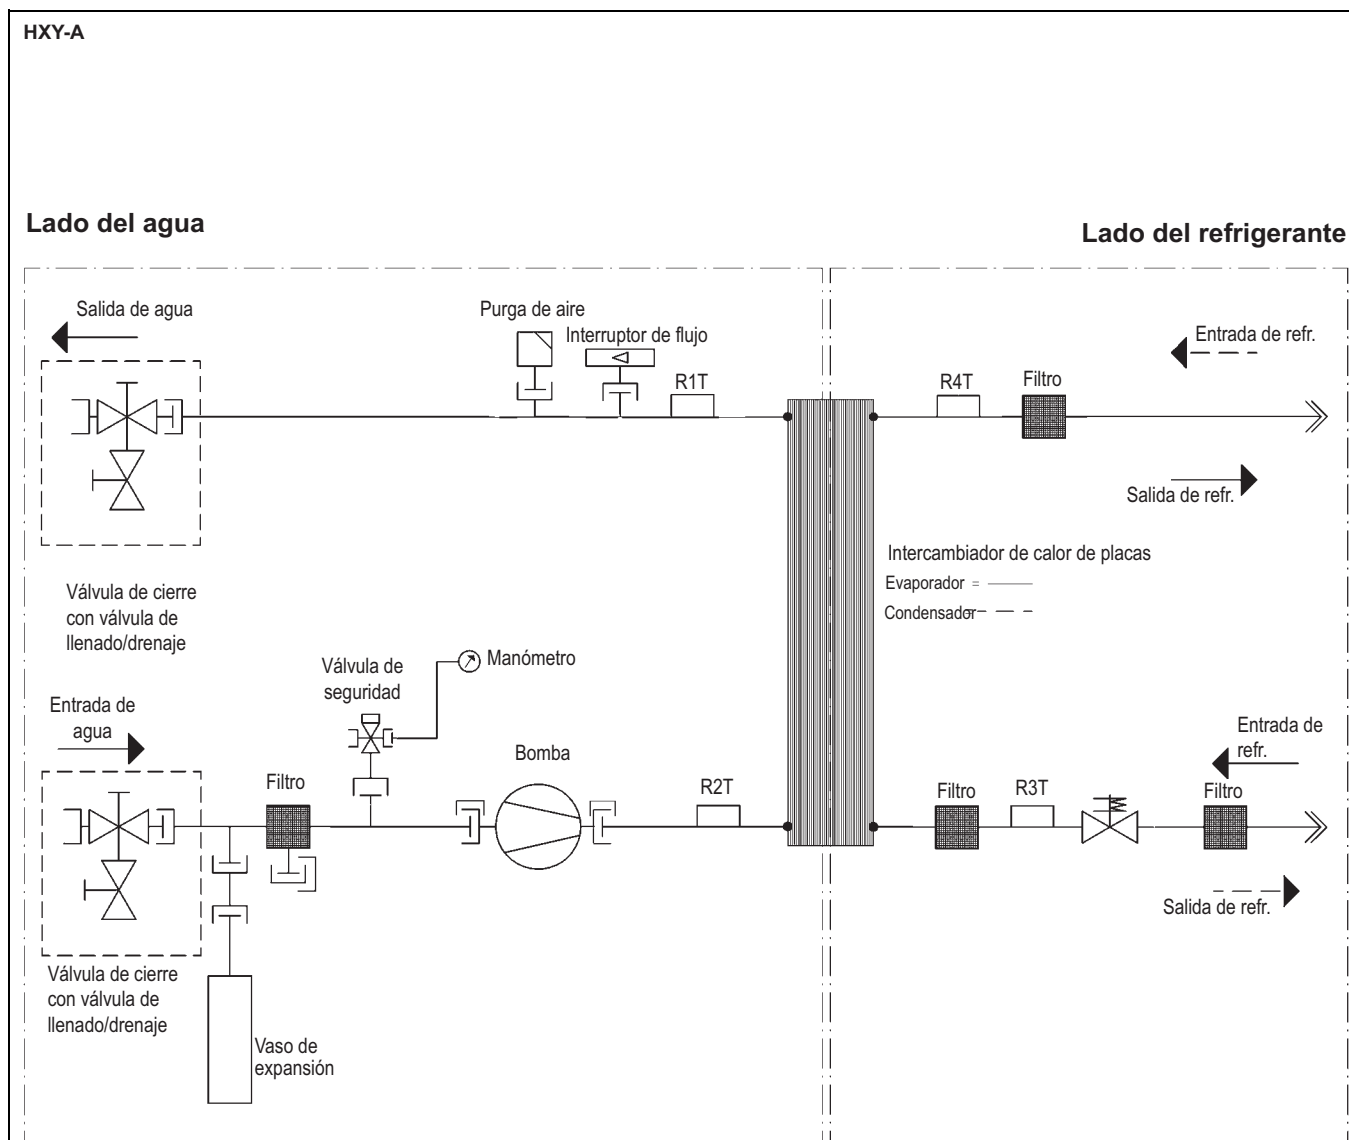 HXY-A
Lado del agua
Lado del refrigerante
Salida de agua
Purga de aire
Interruptor de flujo
R1T
R4T
Filtro
Entrada de refr.
Salida de refr.
Válvula de cierre
con válvula de
llenado/drenaje
Intercambiador de calor de placas
Evaporador =
Condensador=
Válvula de
seguridad
Manómetro
Entrada de
agua
Filtro
Bomba
R2T
Filtro
R3T
Entrada de
refr.
Filtro
Salida de refr.
Válvula de cierre
con válvula de
llenado/drenaje
Vaso de
expansión